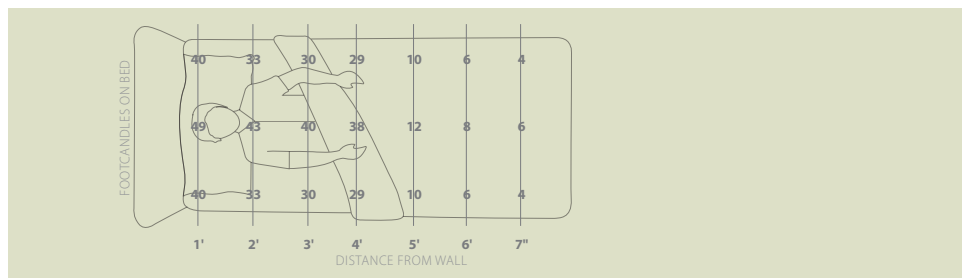 40 33 30 29 10 6 4
FOOTCANDLES ON BED
49 43 40 38 12 8 6
40 33 30 29 10 6 4
1' 2' 3' 4' 5' 6' 7"
DISTANCE FROM WALL